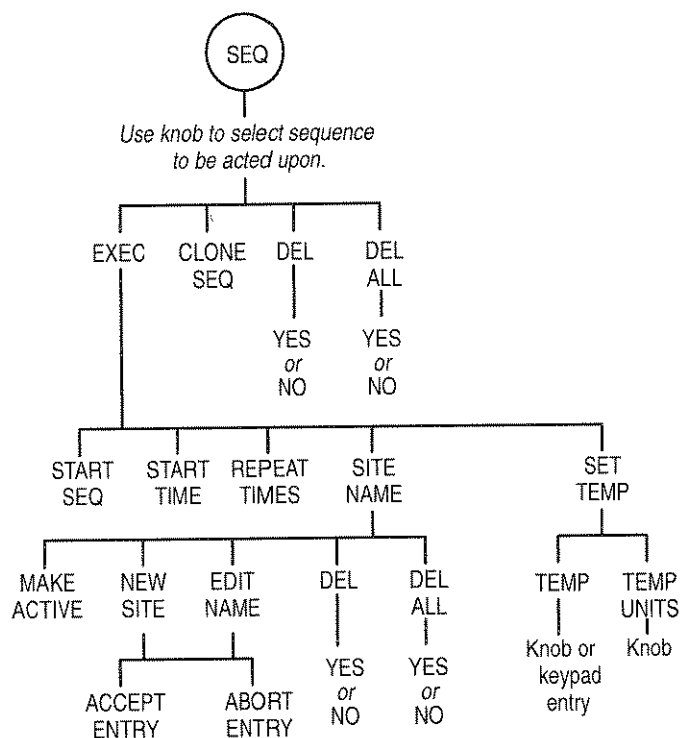 SEQ
Use knob to select sequence
to be acted upon.
EXEC
CLONE
SEQ
DEL
DEL
ALL
YES
or
NO
YES
or
NO
START
SEQ
START
TIME
REPEAT
TIMES
SITE
NAME
SET
TEMP
MAKE
ACTIVE
NEW
SITE
EDIT
NAME
DEL
DEL
ALL
TEMP
TEMP
UNITS
ACCEPT
ENTRY
ABORT
ENTRY
YES
or
NO
YES
or
NO
Knob or
keypad
entry
Knob